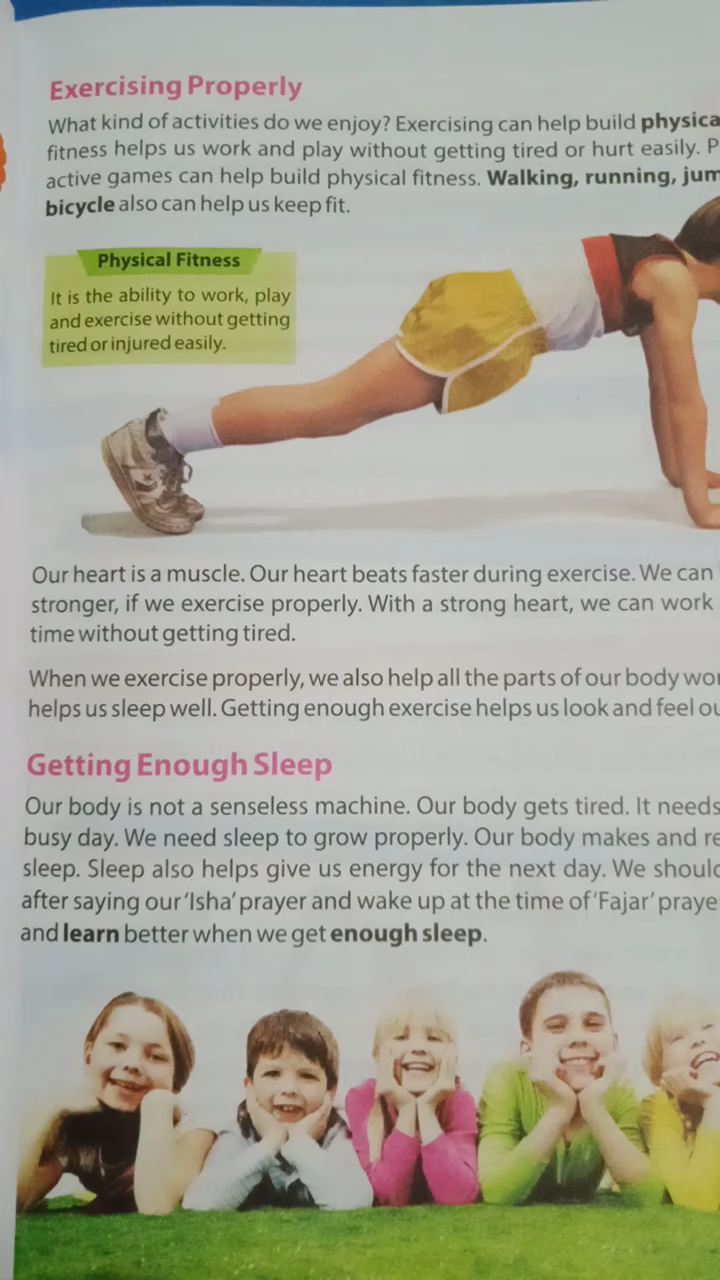 Exercising Properly
What kind of activities do we enjoy? Exercising can help build physica
fitness helps us work and play without getting tired or hurt easily. P
active games can help build physical fitness. Walking, running, jum
bicycle also can help us keep fit.
Physical Fitness
It is the ability to work, play
and exercise without getting
tired or injured easily.
Our heart is a muscle. Our heart beats faster during exercise. We can
stronger, if we exercise properly. With a strong heart, we can work
time without getting tired.
When we exercise properly, we also help all the parts of our body wor
helps us sleep well. Getting enough exercise helps us look and feel ou
Getting Enough Sleep
Our body is not a senseless machine. Our body gets tired. It needs
busy day. We need sleep to grow properly. Our body makes and re
sleep. Sleep also helps give us energy for the next day. We should
after saying our 'Isha' prayer and wake up at the time of 'Fajar' praye
and learn better when we get enough sleep.